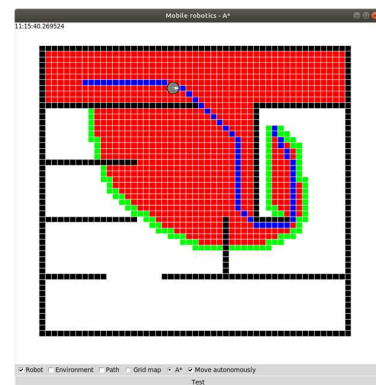 Mobile robotics - A*
11:15:40.269524
Robot Environment Path Grid map A* Move autonomously
Test